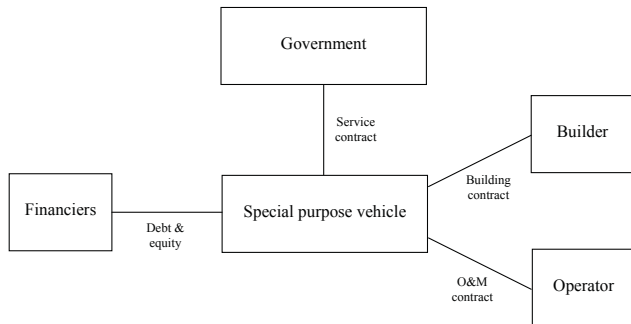 Government
Service
contract
Builder
Building
contract
Financiers
Special purpose vehicle
Debt &
equity
O&M
contract
Operator